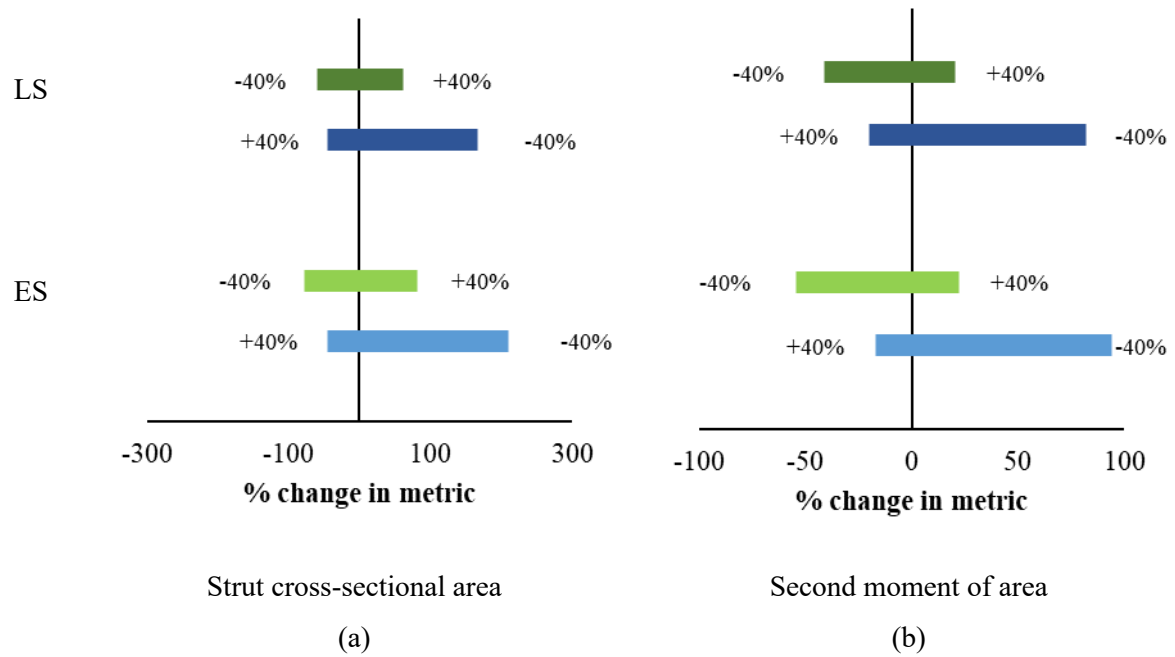 -40% +40% -40% +40%
LS
+40% -40% +40% -40%
-40% +40% -40% +40%
ES
+40% -40% +40% -40%
-300 -100 100 300 -100 -50 0 50 100
% change in metric % change in metric
Strut cross-sectional area Second moment of area
(a) (b)